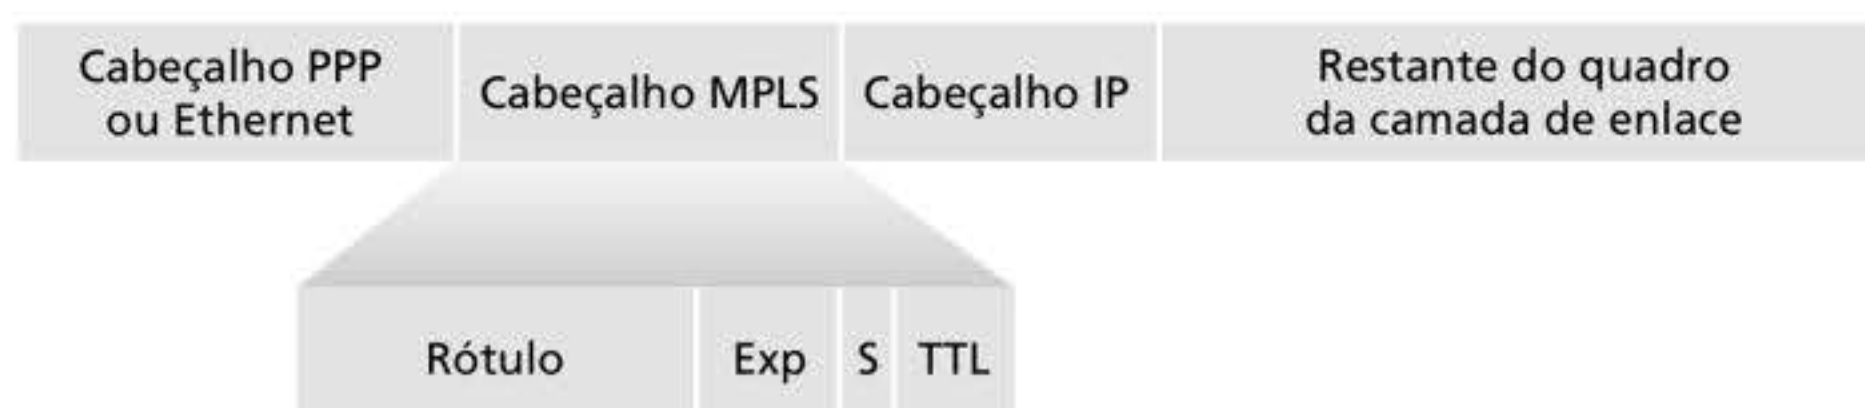 Cabeçalho PPP
ou Ethernet
Cabeçalho MPLS
Cabeçalho IP
Restante do quadro
da camada de enlace
Rótulo
Exp
S
TTL